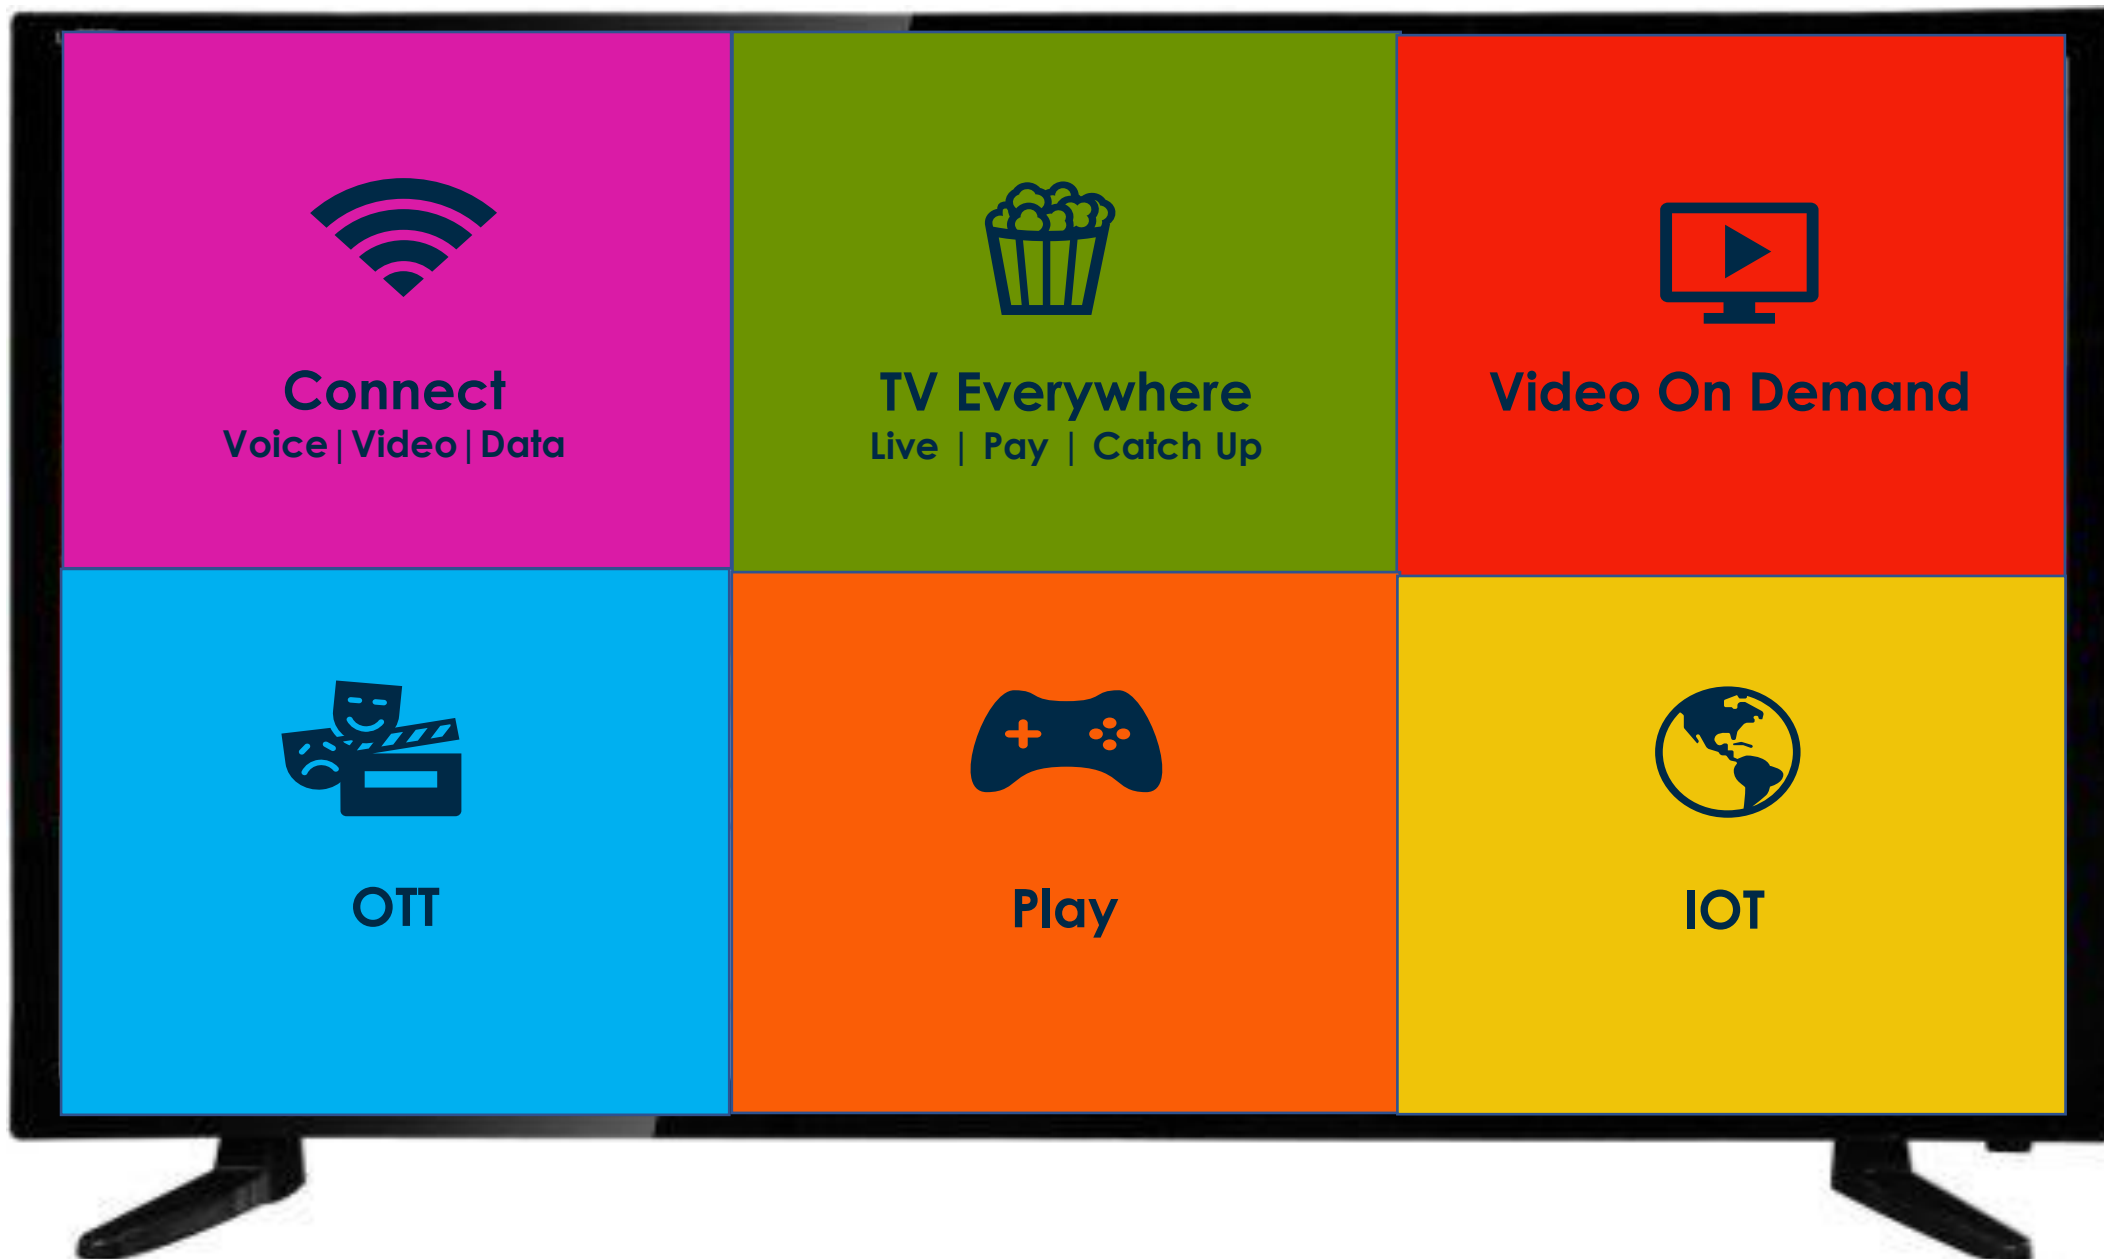 Connect
Voice|Video|Data
TV Everywhere
Live | Pay | Catch Up
Video On Demand
OTT
Play
IOT